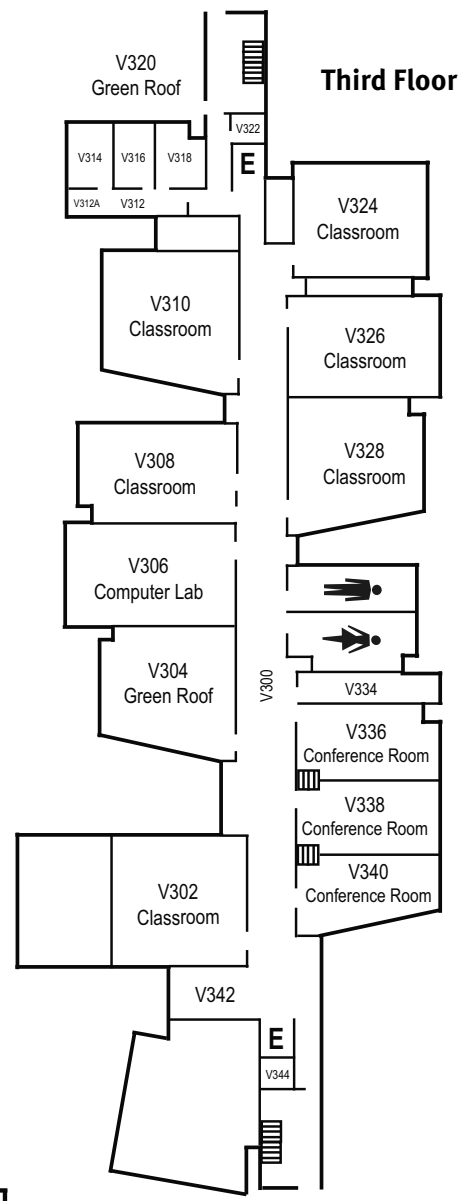 Third Floor
V320
Green Roof
V322
E
V314
V316
V318
V312A
V312
V324
Classroom
V310
Classroom
V326
Classroom
V308
Classroom
V328
Classroom
V306
Computer Lab
V304
Green Roof
V300
V334
V336
Conference Room
V338
Conference Room
V340
Conference Room
V302
Classroom
V342
E
V344